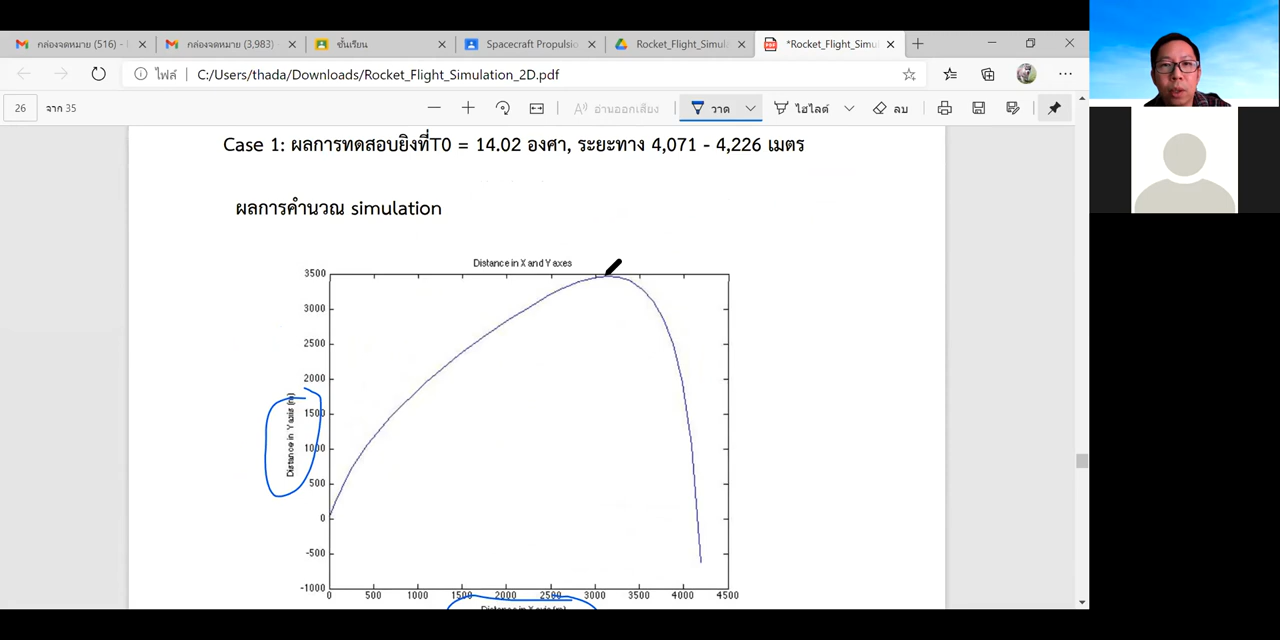 กล่องจดหมาย (516) -
กล่องจดหมาย (3,983) -
ชั้นเรียน
Spacecraft Propulsio
Rocket_Flight_Simul
*Rocket_Flight_Simu
ไฟล์
C:/Users/thada/Downloads/Rocket_Flight_Simulation_2D.pdf
26
จาก 35
อ่านออกเสียง
วาด
ไฮไลต์
ลบ
Case 1: ผลการทดสอบยิงที่T0 = 14.02 องศา, ระยะทาง 4,071 - 4,226 เมตร
ผลการคำนวณ simulation
Distance in X and Y axes
3500
3000
2500
2000
1500
1000
500
0
-500
-1000
Distance in Y axis (m)
0 500 1000 1500 2000 2500 3000 3500 4000 4500
Distance in X axis (m)